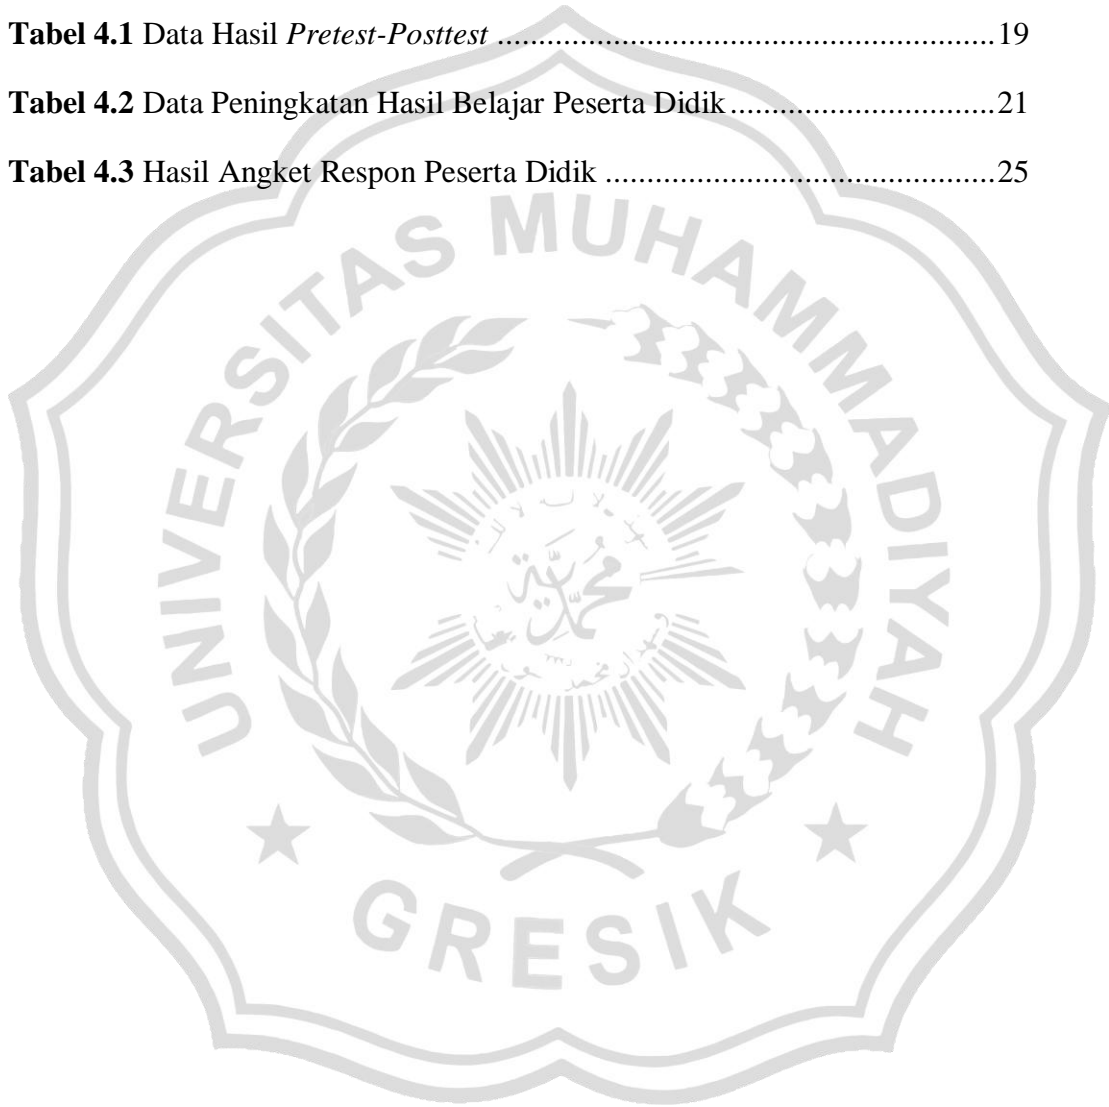 Tabel 4.1 Data Hasil Pretest-Posttest ............................................................19
Tabel 4.2 Data Peningkatan Hasil Belajar Peserta Didik ................................21
Tabel 4.3 Hasil Angket Respon Peserta Didik ...............................................25
UNIVERSITAS MUHAMMADIYAH
GRESIK
محمدية